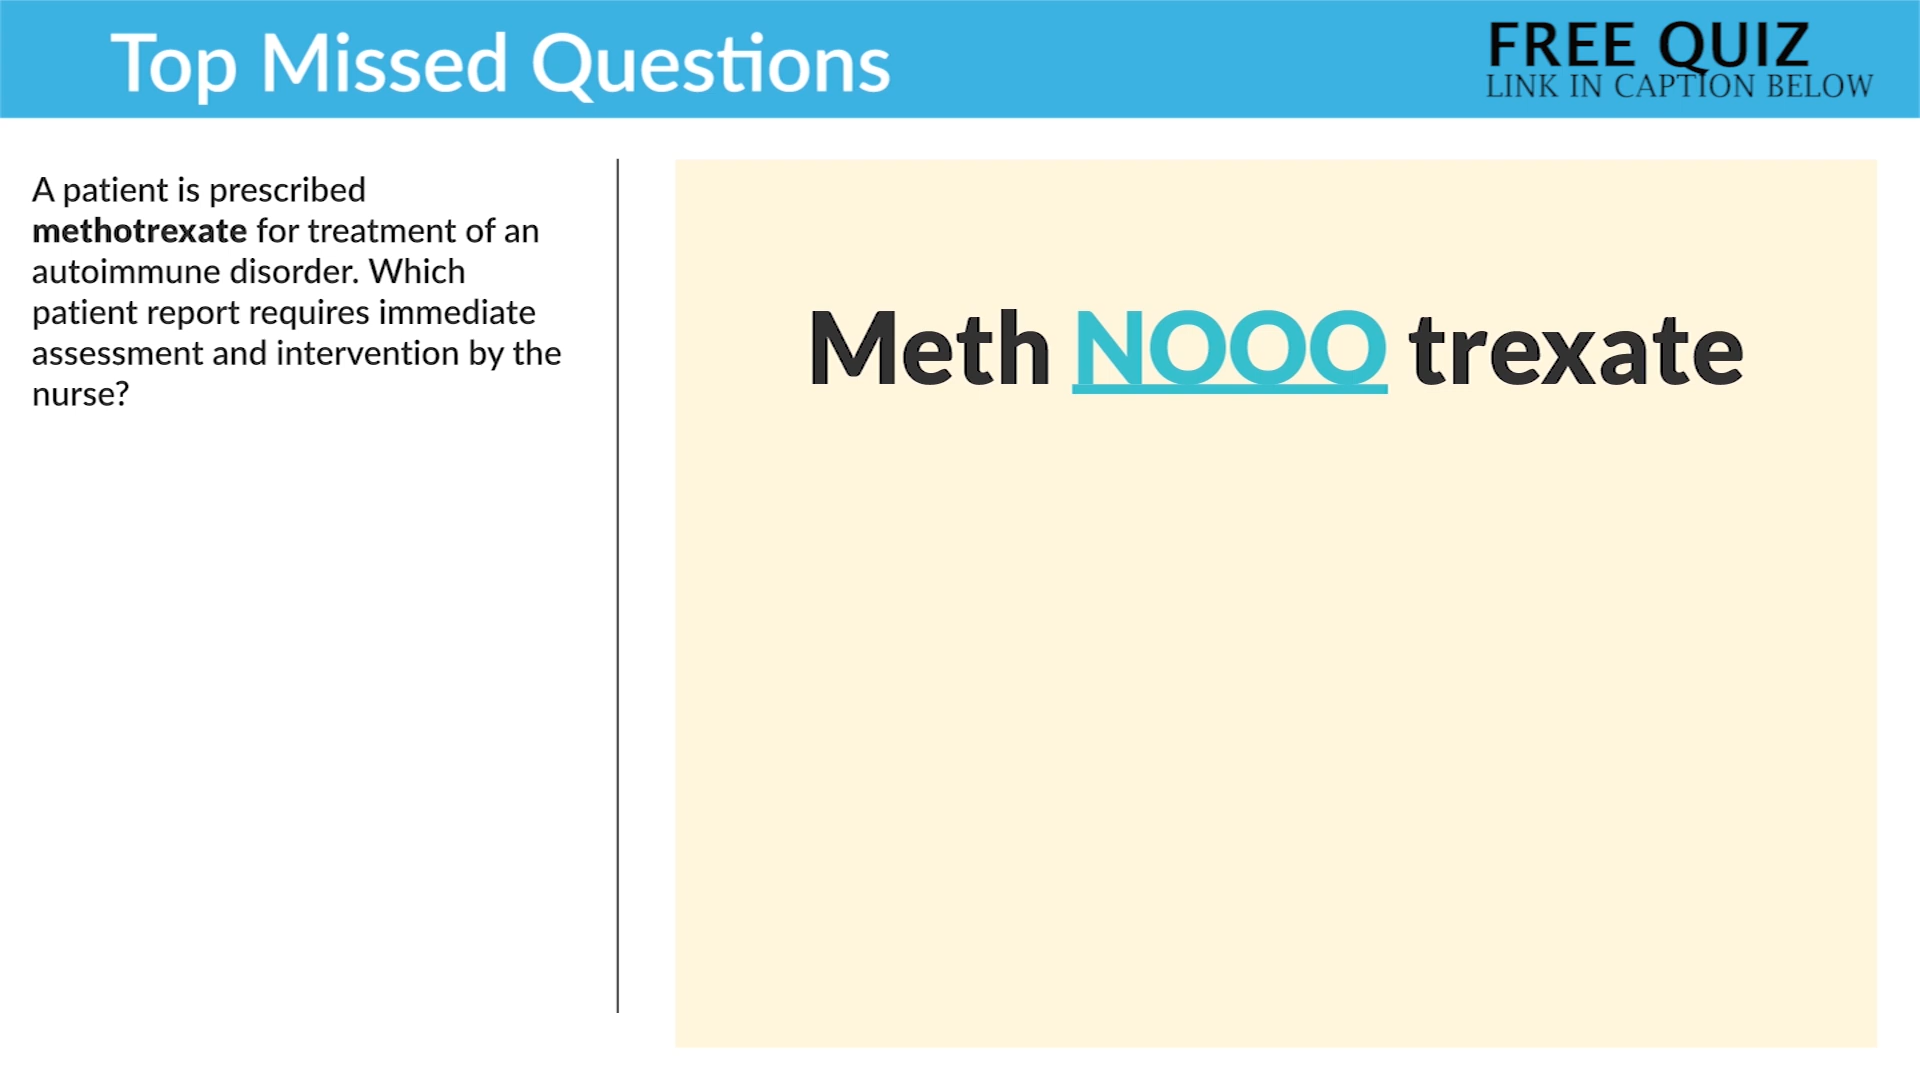 Top Missed Questions
FREE QUIZ
LINK IN CAPTION BELOW
A patient is prescribed
methotrexate for treatment of an
autoimmune disorder. Which
patient report requires immediate
assessment and intervention by the
nurse?
Meth NOOO trexate